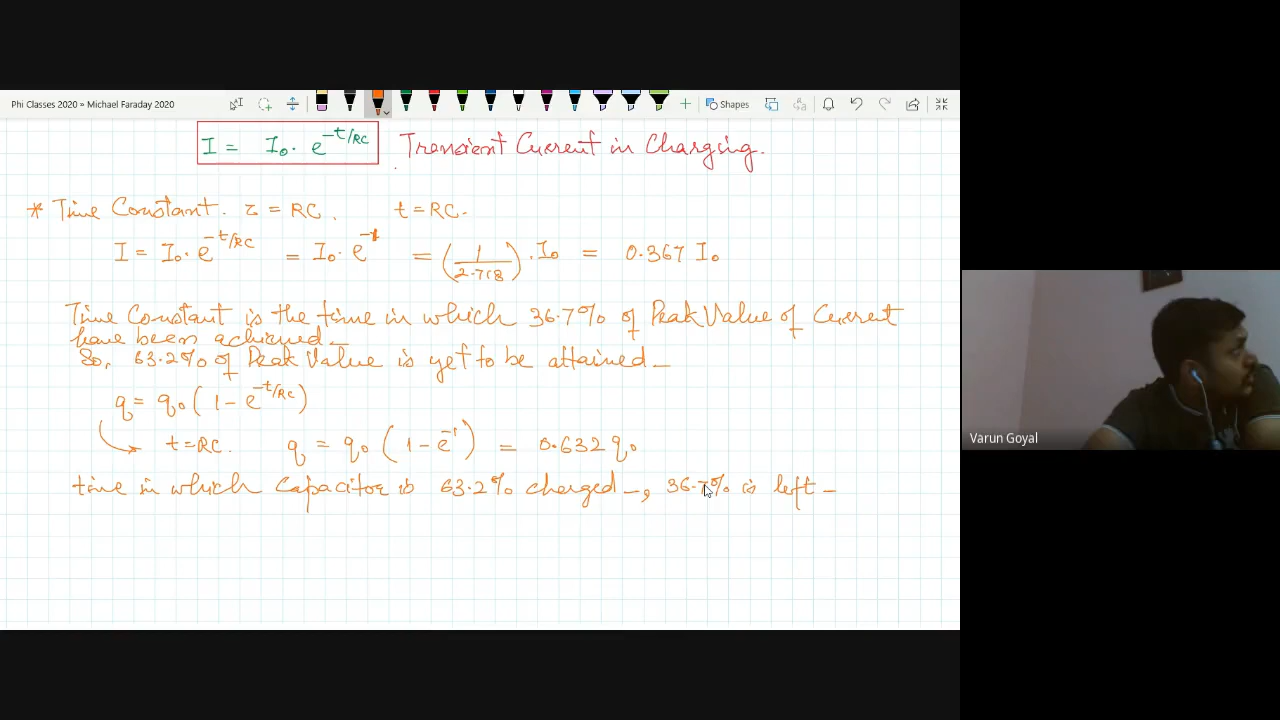 Phi Classes 2020 » Michael Faraday 2020
Shapes
I = I₀. e^(-t/RC) Transient Current in Charging.
* Time Constant. τ = RC. t = RC.
I = I₀. e^(-t/RC) = I₀. e^(-1) = (1/2.718). I₀ = 0.367 I₀
Time Constant is the time in which 36.7% of Peak Value of Current
have been achieved_
So, 63.2% of Peak Value is yet to be attained_
q = q₀ (1 - e^(-t/RC))
t = RC. q = q₀ (1 - e^(-1)) = 0.632 q₀
time in which Capacitor is 63.2% charged_, 36.7% is left_
Varun Goyal